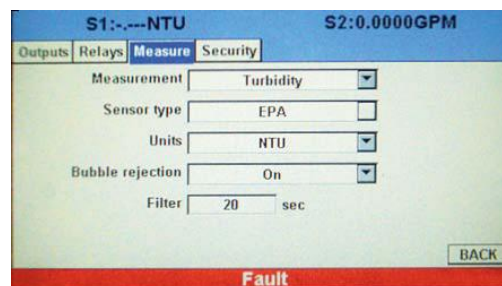 S1:-.---NTU S2:0.0000GPM
Outputs Relays Measure Security
Measurement Turbidity
Sensor type EPA
Units NTU
Bubble rejection On
Filter 20 sec
BACK
Fault